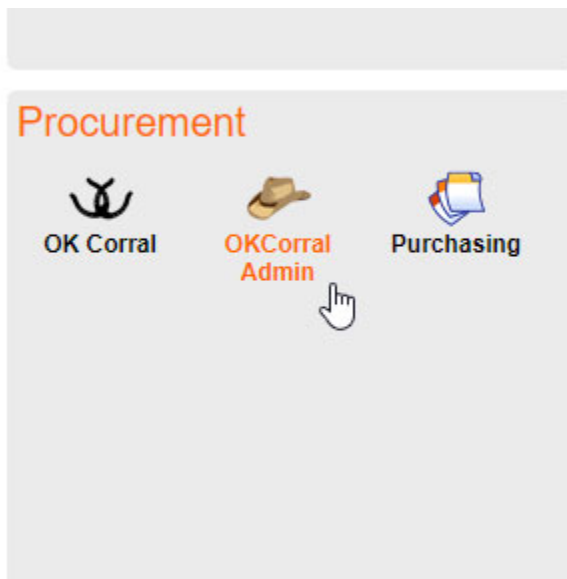 Procurement
OK Corral
OKCorral
Admin
Purchasing